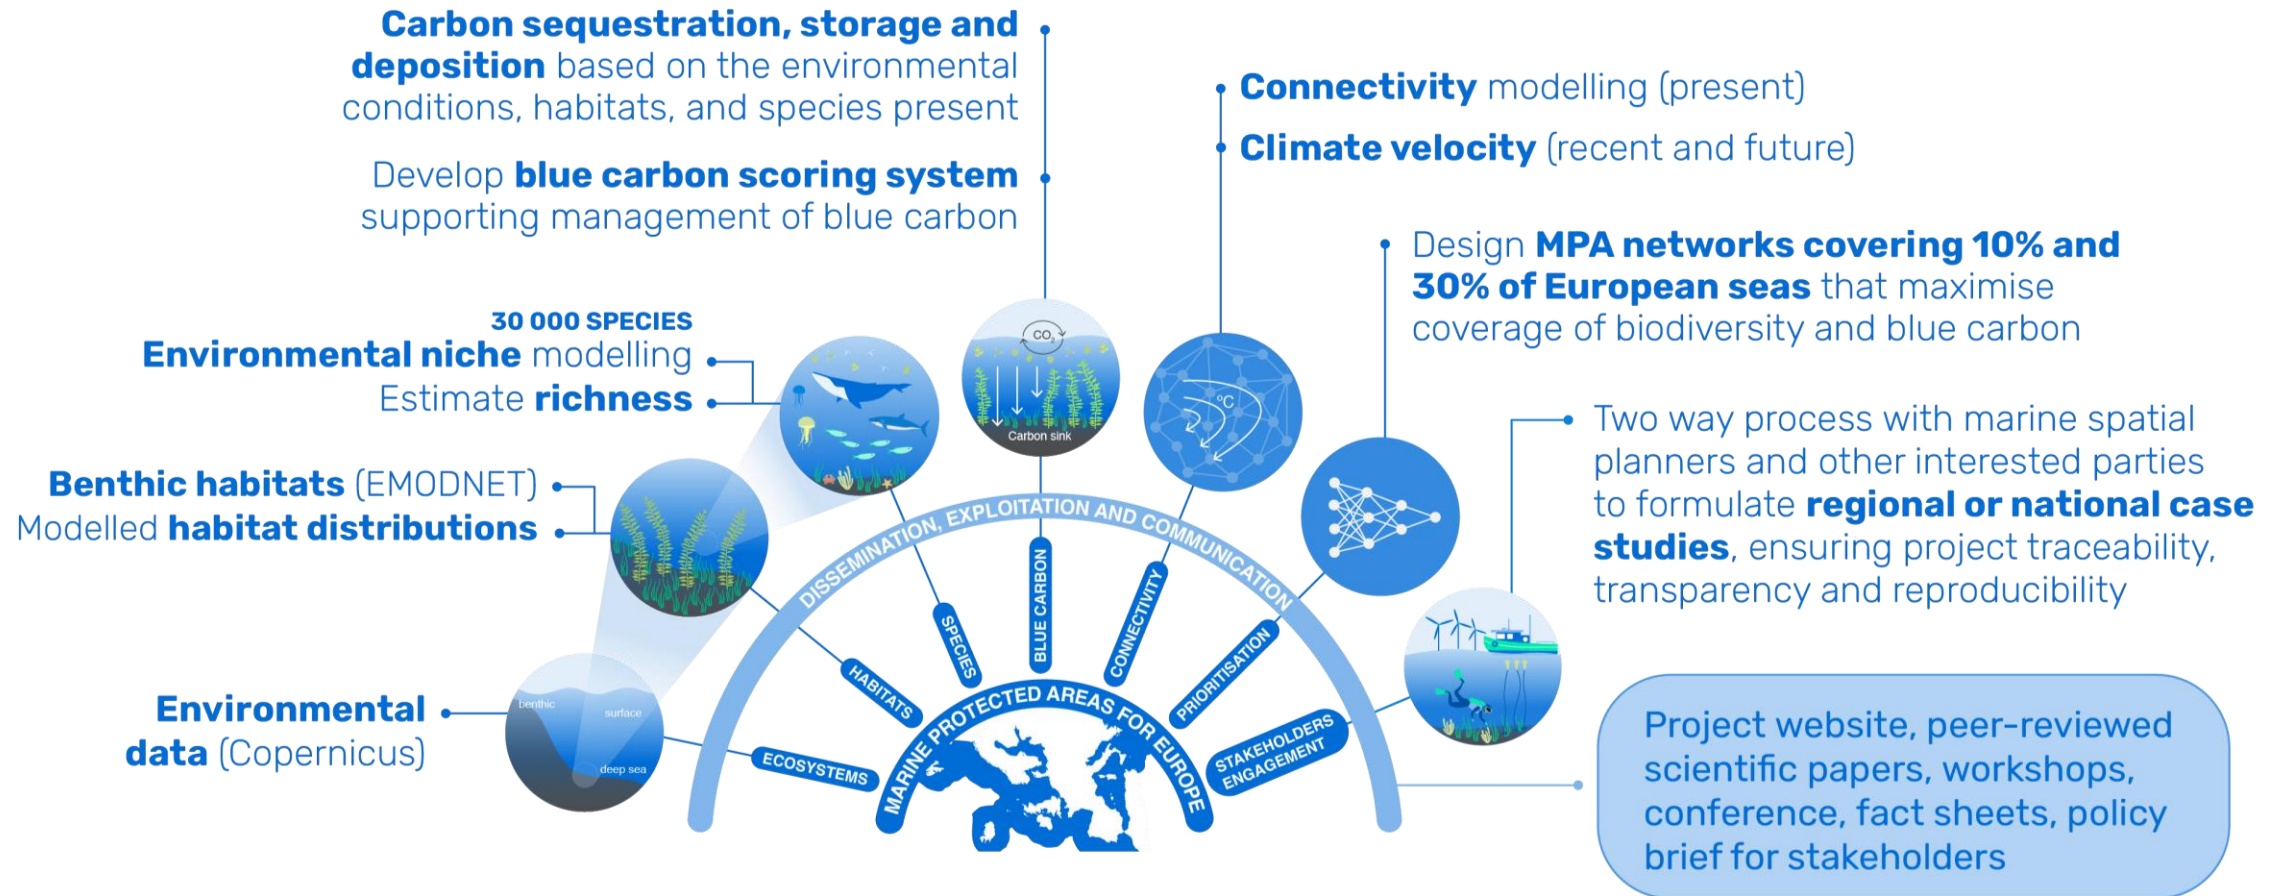 Carbon sequestration, storage and
deposition based on the environmental
conditions, habitats, and species present
Develop blue carbon scoring system
supporting management of blue carbon
Connectivity modelling (present)
Climate velocity (recent and future)
Design MPA networks covering 10% and
30% of European seas that maximise
coverage of biodiversity and blue carbon
30 000 SPECIES
Environmental niche modelling
Estimate richness
CO2
Carbon sink
°C
Two way process with marine spatial
planners and other interested parties
to formulate regional or national case
studies, ensuring project traceability,
transparency and reproducibility
Benthic habitats (EMODNET)
Modelled habitat distributions
Environmental
data (Copernicus)
benthic
surface
deep sea
DISSEMINATION, EXPLOITATION AND COMMUNICATION
ECOSYSTEMS
HABITATS
SPECIES
BLUE CARBON
CONNECTIVITY
PRIORITISATION
STAKEHOLDERS
ENGAGEMENT
MARINE PROTECTED AREAS FOR EUROPE
Project website, peer-reviewed
scientific papers, workshops,
conference, fact sheets, policy
brief for stakeholders